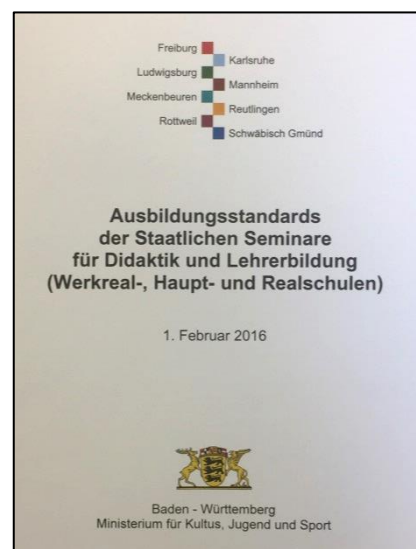 Freiburg
Karlsruhe
Ludwigsburg
Mannheim
Meckenbeuren
Reutlingen
Rottweil
Schwäbisch Gmünd
Ausbildungsstandards
der Staatlichen Seminare
für Didaktik und Lehrerbildung
(Werkreal-, Haupt- und Realschulen)
1. Februar 2016
Baden - Württemberg
Ministerium für Kultus, Jugend und Sport